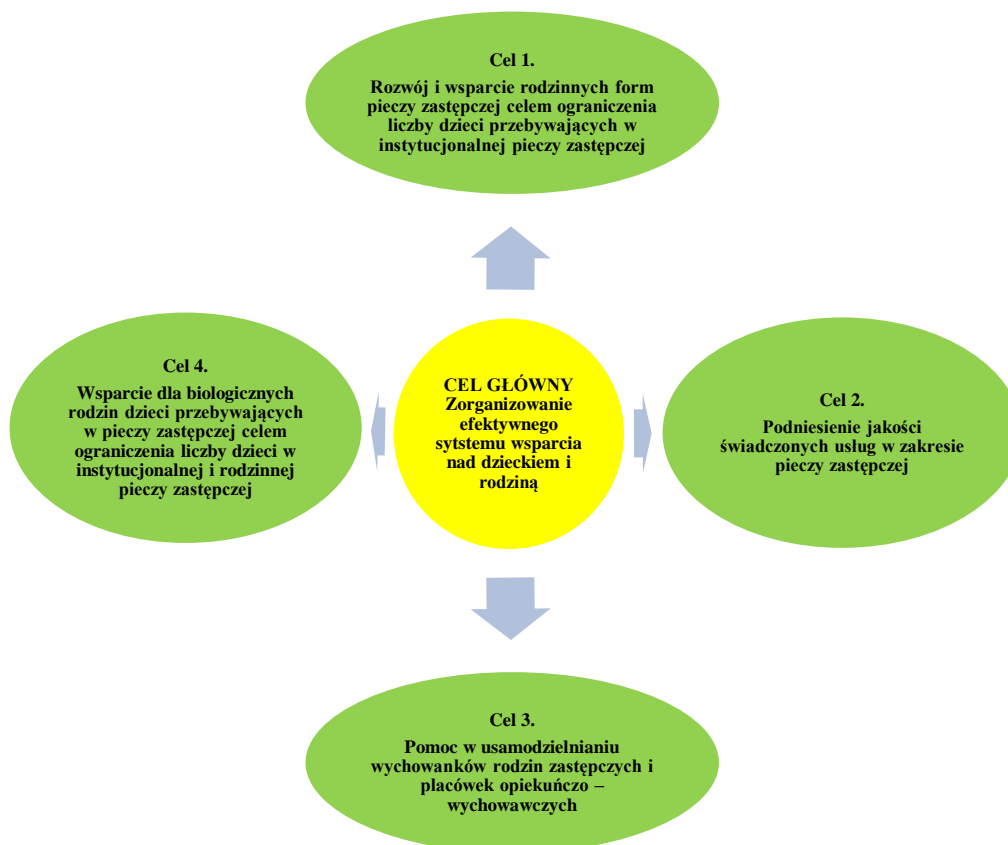 Cel 1.
Rozwój i wsparcie rodzinnych form
pieczy zastępczej celem ograniczenia
liczby dzieci przebywających w
instytucjonalnej pieczy zastępczej
Cel 4.
Wsparcie dla biologicznych
rodzin dzieci przebywających
w pieczy zastępczej celem
ograniczenia liczby dzieci w
instytucjonalnej i rodzinnej
pieczy zastępczej
CEL GŁÓWNY
Zorganizowanie
efektywnego
sytstemu wsparcia
nad dzieckiem i
rodziną
Cel 2.
Podniesienie jakości
świadczonych usług w zakresie
pieczy zastępczej
Cel 3.
Pomoc w usamodzielnianiu
wychowanków rodzin zastępczych i
placówek opiekuńczo –
wychowawczych